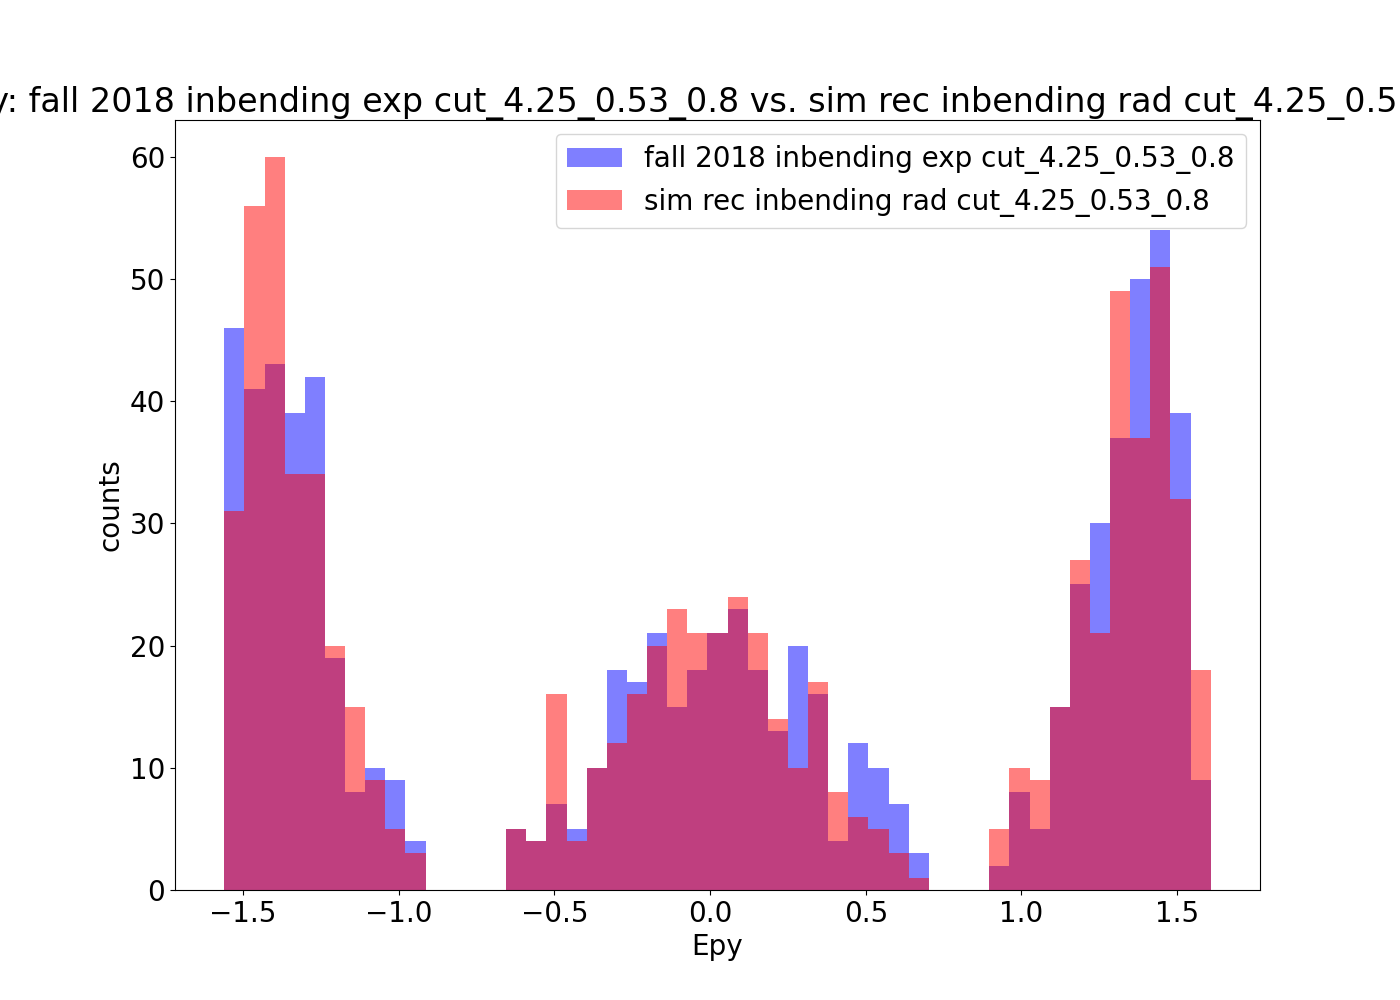 y: fall 2018 inbending exp cut_4.25_0.53_0.8 vs. sim rec inbending rad cut_4.25_0.5
fall 2018 inbending exp cut_4.25_0.53_0.8
sim rec inbending rad cut_4.25_0.53_0.8
60
50
40
30
20
10
0
counts
−1.5 −1.0 −0.5 0.0 0.5 1.0 1.5
Epy